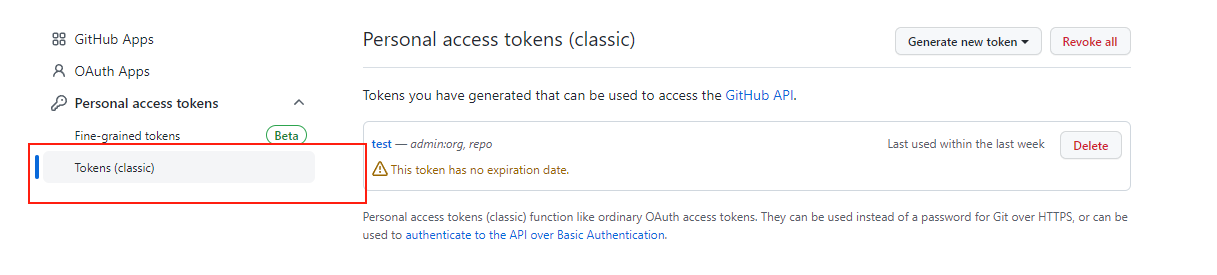 GitHub Apps
OAuth Apps
Personal access tokens
Fine-grained tokens Beta
Tokens (classic)
Personal access tokens (classic)
Generate new token
Revoke all
Tokens you have generated that can be used to access the GitHub API.
test — admin:org, repo
Last used within the last week
Delete
This token has no expiration date.
Personal access tokens (classic) function like ordinary OAuth access tokens. They can be used instead of a password for Git over HTTPS, or can be
used to authenticate to the API over Basic Authentication.